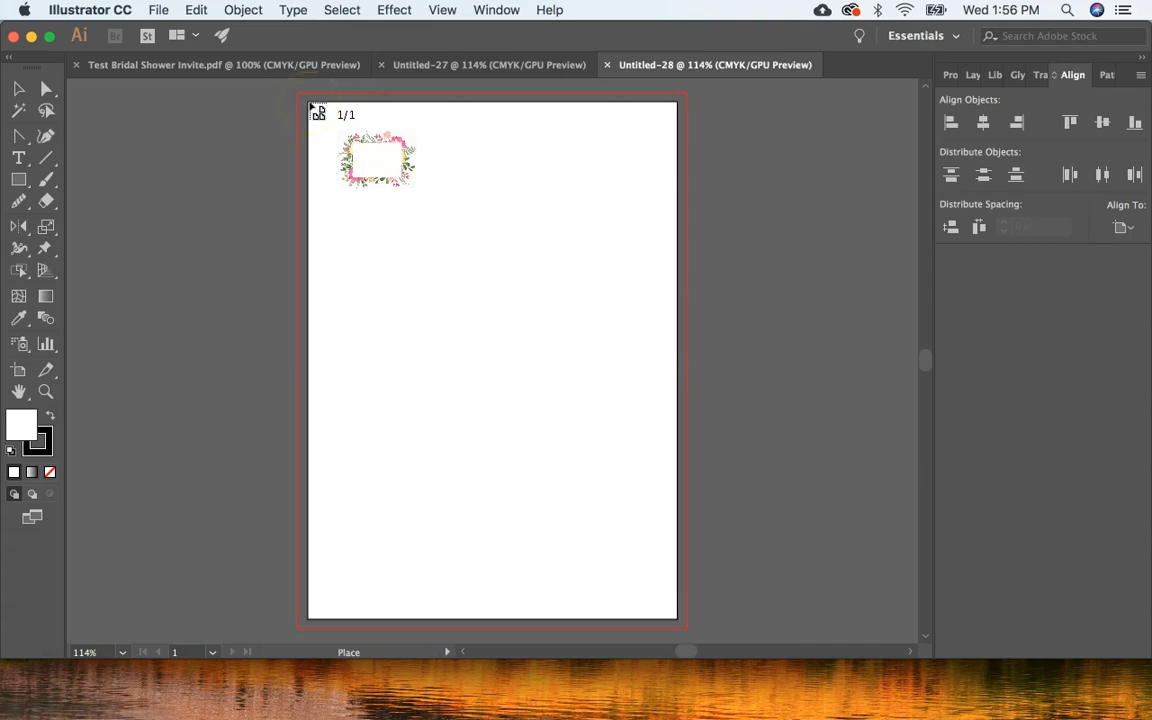 Illustrator CC File Edit Object Type Select Effect View Window Help Wed 1:56 PM
Ai Br St Essentials Search Adobe Stock
Test Bridal Shower Invite.pdf @ 100% (CMYK/GPU Preview) Untitled-27 @ 114% (CMYK/GPU Preview) Untitled-28 @ 114% (CMYK/GPU Preview)
Pro Lay Lib Gly Tra Align Pat
Align Objects:
1/1
Distribute Objects:
Distribute Spacing: Align To:
114% 1 Place